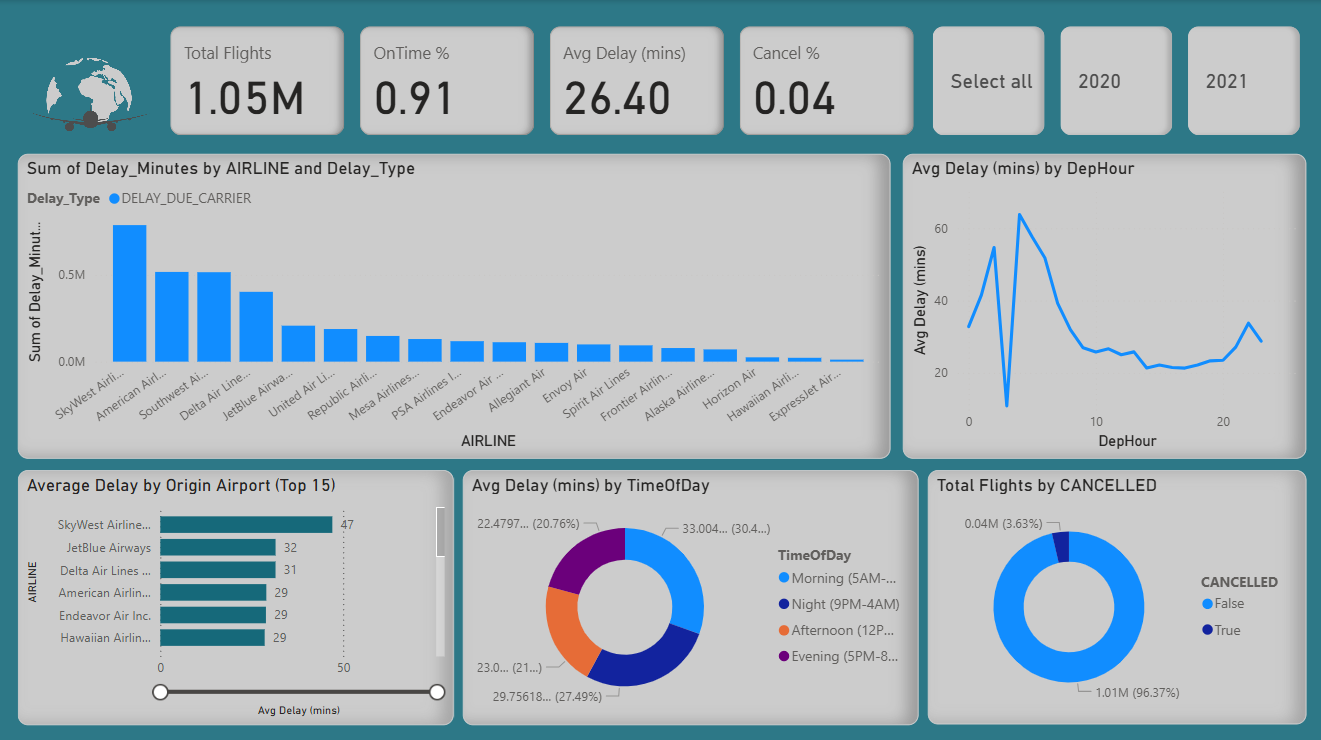 Total Flights
1.05M
OnTime %
0.91
Avg Delay (mins)
26.40
Cancel %
0.04
Select all
2020
2021
Sum of Delay_Minutes by AIRLINE and Delay_Type
Delay_Type
DELAY_DUE_CARRIER
Sum of Delay_Minut...
0.5M
0.0M
SkyWest Airli...
American Airl...
Southwest Ai...
Delta Air Line...
JetBlue Airwa...
United Air Li...
Republic Airli...
Mesa Airlines...
PSA Airlines I...
Endeavor Air ...
Allegiant Air
Envoy Air
Spirit Air Lines
Frontier Airlin...
Alaska Airline...
Horizon Air
Hawaiian Airli...
ExpressJet Air...
AIRLINE
Avg Delay (mins) by DepHour
Avg Delay (mins)
60
40
20
0
10
20
DepHour
Average Delay by Origin Airport (Top 15)
AIRLINE
SkyWest Airline... 47
JetBlue Airways 32
Delta Air Lines ... 31
American Airlin... 29
Endeavor Air Inc. 29
Hawaiian Airlin... 29
0 50
Avg Delay (mins)
Avg Delay (mins) by TimeOfDay
22.4797... (20.76%)
33.004... (30.4...)
23.0... (21...)
29.75618... (27.49%)
TimeOfDay
Morning (5AM-...
Night (9PM-4AM)
Afternoon (12P...
Evening (5PM-8...
Total Flights by CANCELLED
0.04M (3.63%)
1.01M (96.37%)
CANCELLED
False
True